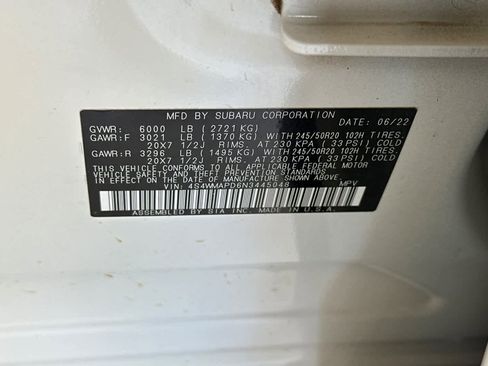 MFD BY SUBARU CORPORATION DATE: 06/22
GVWR: 6000 LB (2721 KG)
GAWR:F 3021 LB (1370 KG) WITH 245/50R20 102H TIRES.
20X7 1/2J RIMS. AT 230 KPA (33 PSI) COLD
GAWR:R 3296 LB (1495 KG) WITH 245/50R20 102H TIRES.
20X7 1/2J RIMS. AT 230 KPA (33 PSI) COLD
THIS VEHICLE CONFORMS TO ALL APPLICABLE FEDERAL MOTOR
VEHICLE SAFETY AND THEFT PREVENTION STANDARDS
IN EFFECT ON THE DATE OF MANUFACTURE SHOWN ABOVE.
VIN: 4S4WMAPD6N3445048 MPV
ASSEMBLED BY SIA INC. IN U.S.A.